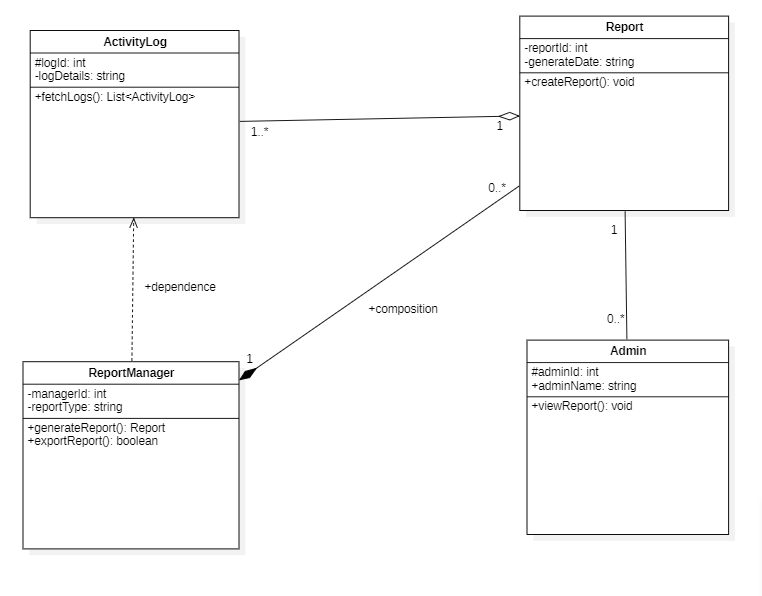 ActivityLog
#logId: int
-logDetails: string
+fetchLogs(): List<ActivityLog>
Report
-reportId: int
-generateDate: string
+createReport(): void
1..*
1
0..*
1
+dependence
+composition
0..*
1
ReportManager
-managerId: int
-reportType: string
+generateReport(): Report
+exportReport(): boolean
Admin
#adminId: int
+adminName: string
+viewReport(): void